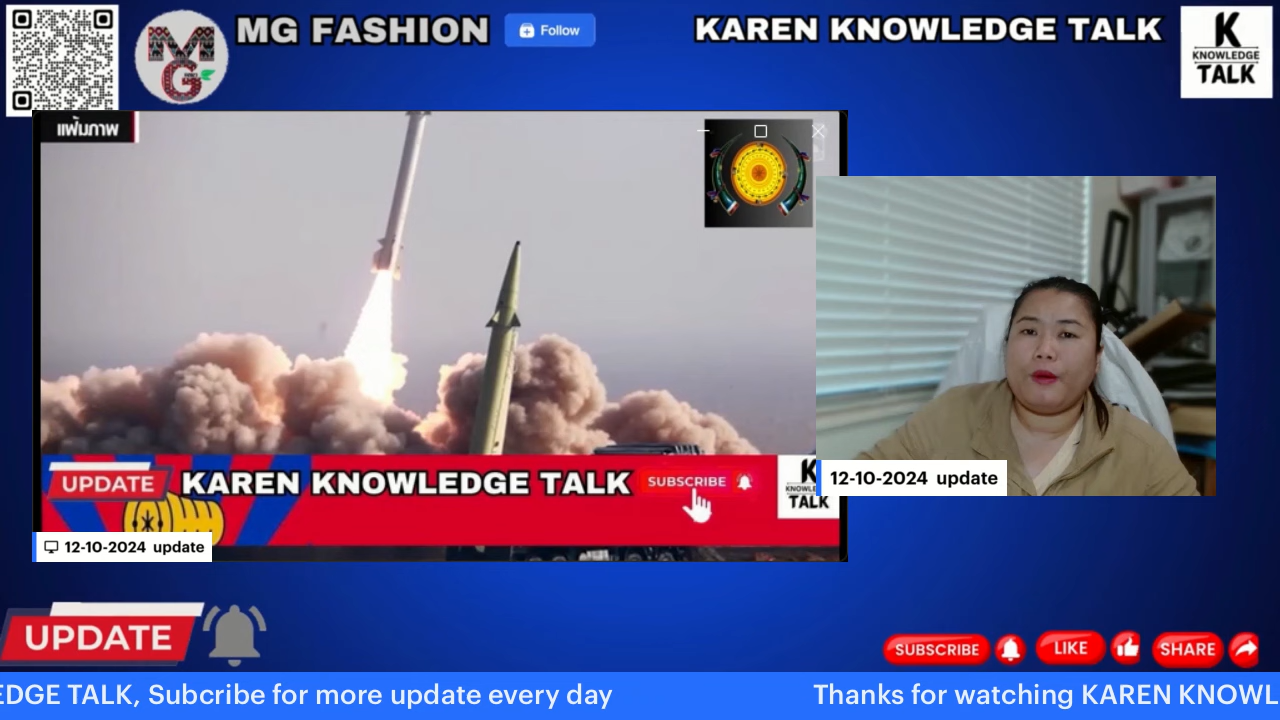 MG FASHION
Follow
KAREN KNOWLEDGE TALK
K
KNOWLEDGE
TALK
MG
แฟ้มภาพ
UPDATE
KAREN KNOWLEDGE TALK
SUBSCRIBE
K
TALK
12-10-2024 update
12-10-2024 update
UPDATE
SUBSCRIBE
LIKE
SHARE
EDGE TALK, Subcribe for more update every day
Thanks for watching KAREN KNOWL